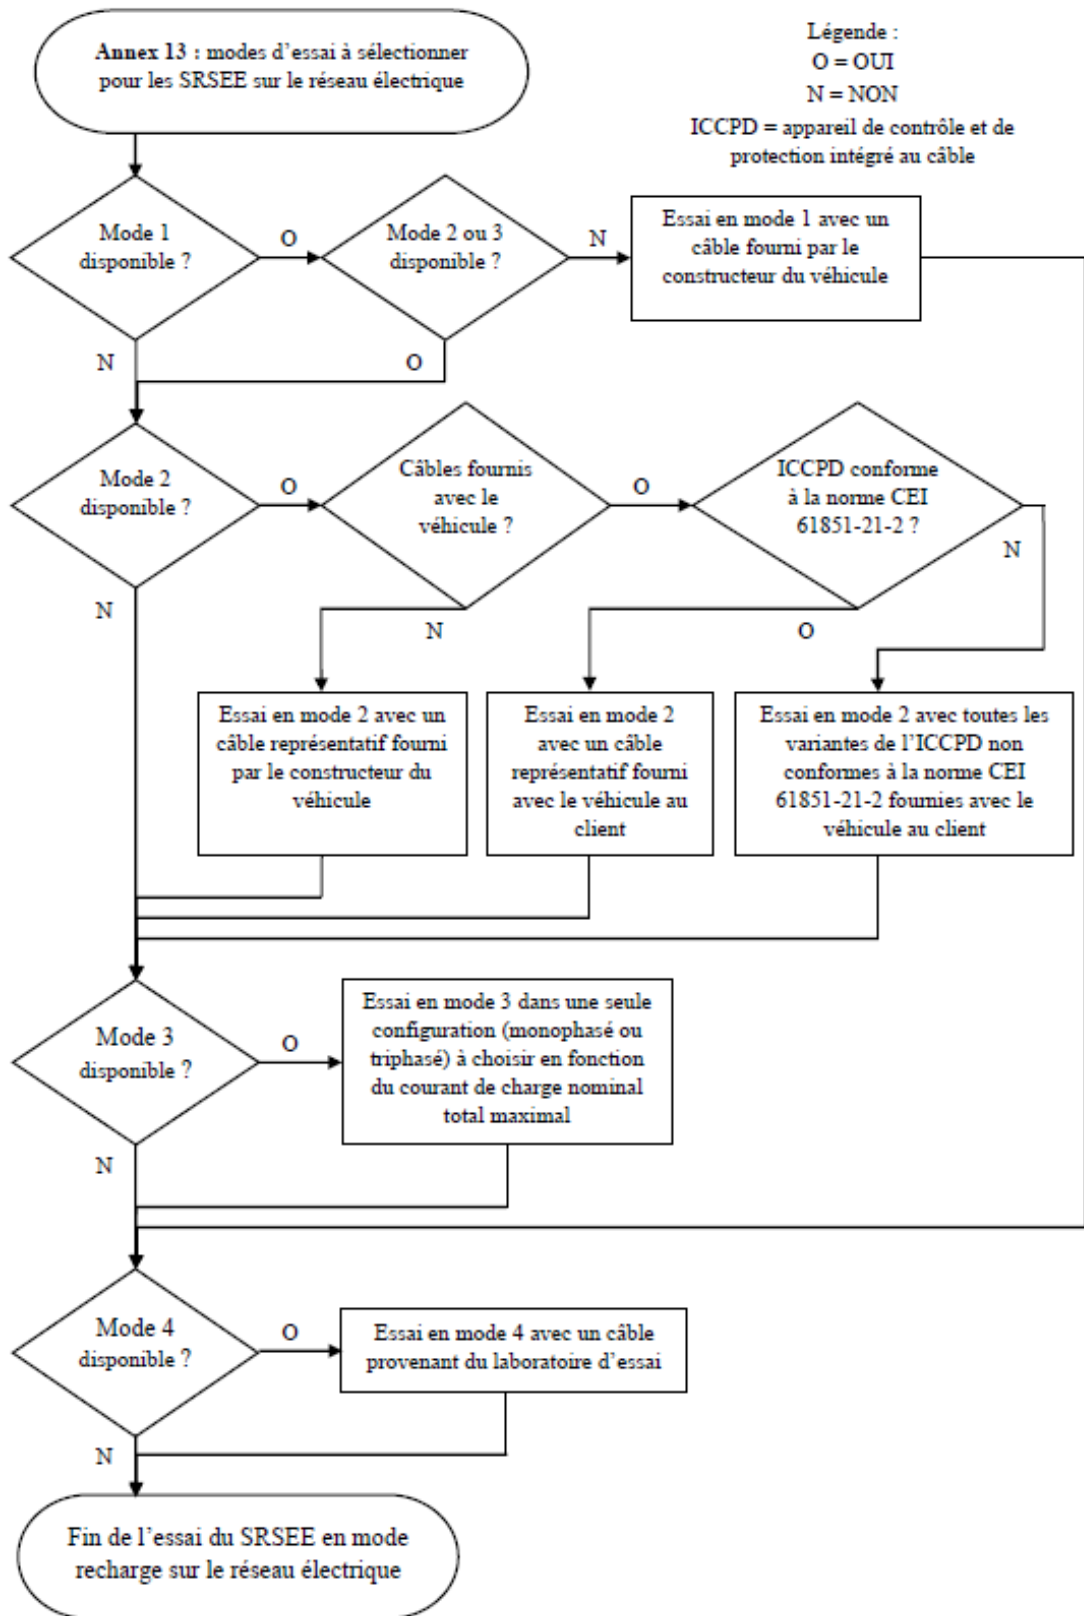 Annex 13 : modes d'essai à sélectionner
pour les SRSEE sur le réseau électrique
Légende :
O = OUI
N = NON
ICCPD = appareil de contrôle et de
protection intégré au câble
Mode 1
disponible ?
O
Mode 2 ou 3
disponible ?
N
Essai en mode 1 avec un
câble fourni par le
constructeur du véhicule
N
O
Mode 2
disponible ?
O
Câbles fournis
avec le
véhicule ?
O
ICCPD conforme
à la norme CEI
61851-21-2 ?
N
N
N
O
Essai en mode 2 avec un
câble représentatif fourni
par le constructeur du
véhicule
Essai en mode 2
avec un câble
représentatif fourni
avec le véhicule au
client
Essai en mode 2 avec toutes les
variantes de l'ICCPD non
conformes à la norme CEI
61851-21-2 fournies avec le
véhicule au client
Mode 3
disponible ?
O
Essai en mode 3 dans une seule
configuration (monophasé ou
triphasé) à choisir en fonction
du courant de charge nominal
total maximal
N
Mode 4
disponible ?
O
Essai en mode 4 avec un câble
provenant du laboratoire d'essai
N
Fin de l'essai du SRSEE en mode
recharge sur le réseau électrique